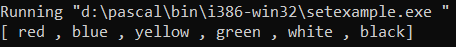 Running "d:\pascal\bin\i386-win32\setexample.exe "
[ red , blue , yellow , green , white , black]